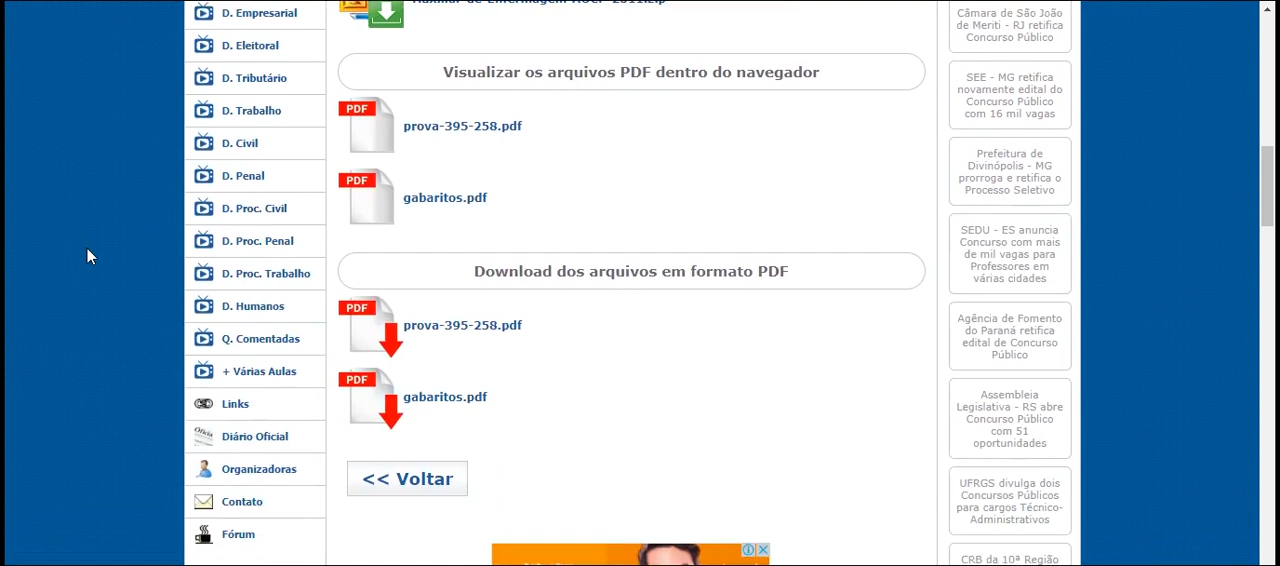 D. Empresarial
D. Eleitoral
D. Tributário
D. Trabalho
D. Civil
D. Penal
D. Proc. Civil
D. Proc. Penal
D. Proc. Trabalho
D. Humanos
Q. Comentadas
+ Várias Aulas
Links
Diário Oficial
Organizadoras
Contato
Fórum
Visualizar os arquivos PDF dentro do navegador
PDF
prova-395-258.pdf
PDF
gabaritos.pdf
Download dos arquivos em formato PDF
PDF
prova-395-258.pdf
PDF
gabaritos.pdf
<< Voltar
Câmara de São João
de Meriti - RJ retifica
Concurso Público
SEE - MG retifica
novamente edital do
Concurso Público
com 16 mil vagas
Prefeitura de
Divinópolis - MG
prorroga e retifica o
Processo Seletivo
SEDU - ES anuncia
Concurso com mais
de mil vagas para
Professores em
várias cidades
Agência de Fomento
do Paraná retifica
edital de Concurso
Público
Assembleia
Legislativa - RS abre
Concurso Público
com 51
oportunidades
UFRGS divulga dois
Concursos Públicos
para cargos Técnico-
Administrativos
CRB da 10ª Região